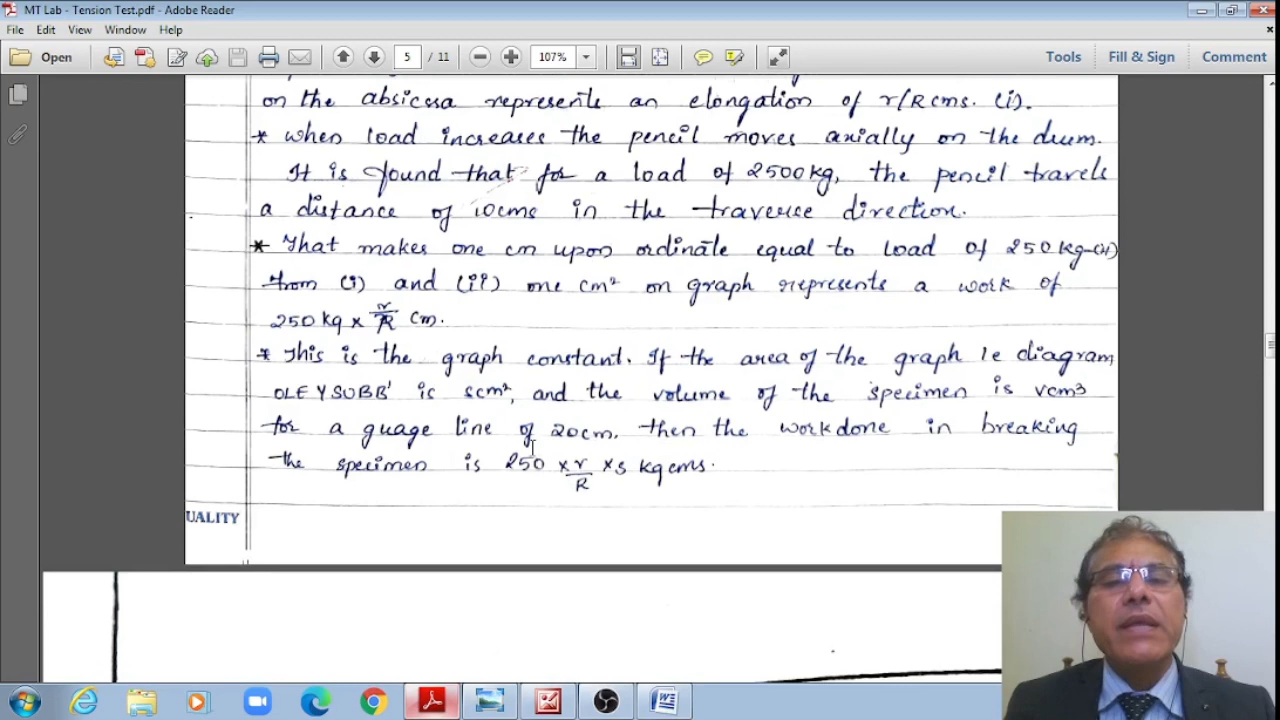 MT Lab - Tension Test.pdf - Adobe Reader
File Edit View Window Help
Open 5 / 11 107% Tools Fill & Sign Comment
on the absicssa represents an elongation of r/R cms. (i).
* when load increases the pencil moves axially on the drum.
It is found that for a load of 2500kg, the pencil travels
a distance of 10cms in the traverse direction.
* That makes one cm upon ordinate equal to load of 250kg-(ii)
from (i) and (ii) one cm² on graph represents a work of
250 kg x r/R cm.
* This is the graph constant. If the area of the graph ie diagram
OLEYSUBB' is scm², and the volume of the specimen is vcm3
for a guage line of 20cm. then the workdone in breaking
the specimen is 250 x r/R x s kg cms.
UALITY